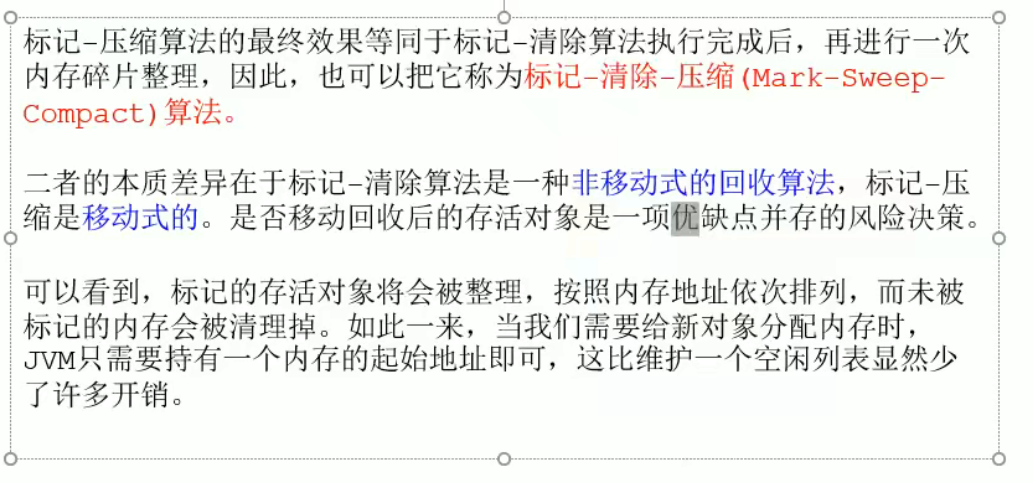 标记-压缩算法的最终效果等同于标记-清除算法执行完成后，再进行一次
内存碎片整理，因此，也可以把它称为标记-清除-压缩(Mark-Sweep-
Compact)算法。
二者的本质差异在于标记-清除算法是一种非移动式的回收算法，标记-压
缩是移动式的。是否移动回收后的存活对象是一项优缺点并存的风险决策。
可以看到，标记的存活对象将会被整理，按照内存地址依次排列，而未被
标记的内存会被清理掉。如此一来，当我们需要给新对象分配内存时，
JVM只需要持有一个内存的起始地址即可，这比维护一个空闲列表显然少
了许多开销。